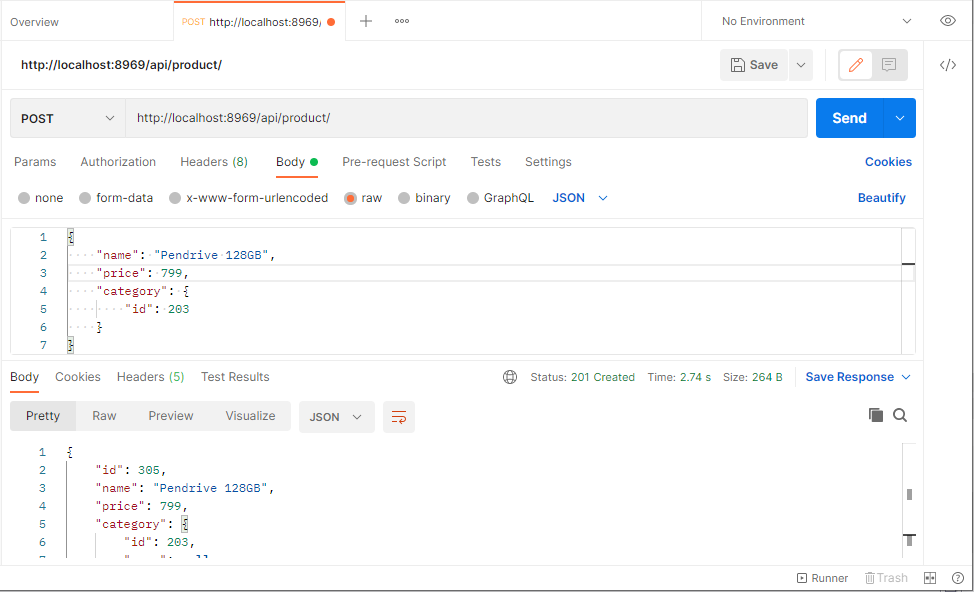 Overview
POST http://localhost:8969/
No Environment
http://localhost:8969/api/product/
Save
POST
http://localhost:8969/api/product/
Send
Params Authorization Headers (8) Body Pre-request Script Tests Settings Cookies
none form-data x-www-form-urlencoded raw binary GraphQL JSON Beautify
1 {
2 "name": "Pendrive 128GB",
3 "price": 799,
4 "category": {
5 "id": 203
6 }
7 }
Body Cookies Headers (5) Test Results Status: 201 Created Time: 2.74 s Size: 264 B Save Response
Pretty Raw Preview Visualize JSON
1 {
2 "id": 305,
3 "name": "Pendrive 128GB",
4 "price": 799,
5 "category": {
6 "id": 203,
Runner Trash